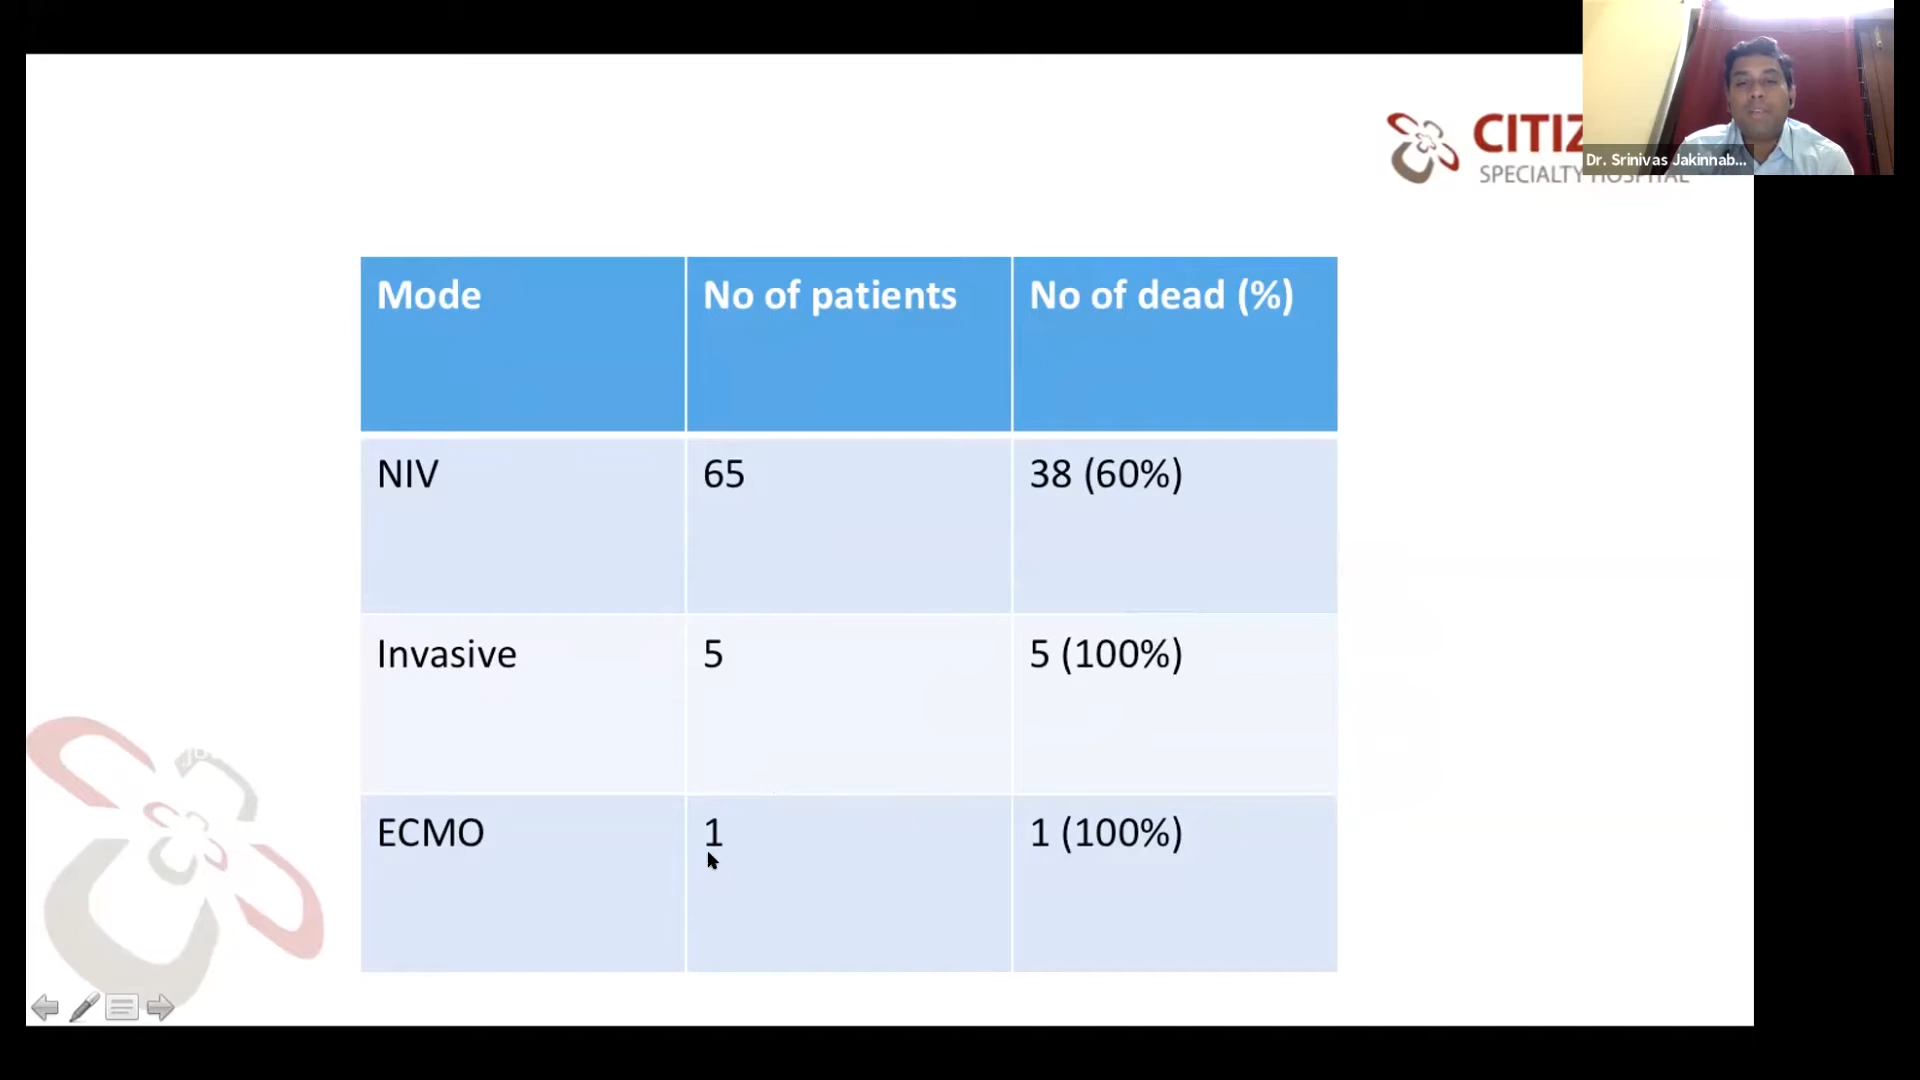 SPECIALTY HOSPITAL
Dr. Srinivas Jakinnab...
Mode No of patients No of dead (%)
NIV 65 38 (60%)
Invasive 5 5 (100%)
ECMO 1 1 (100%)